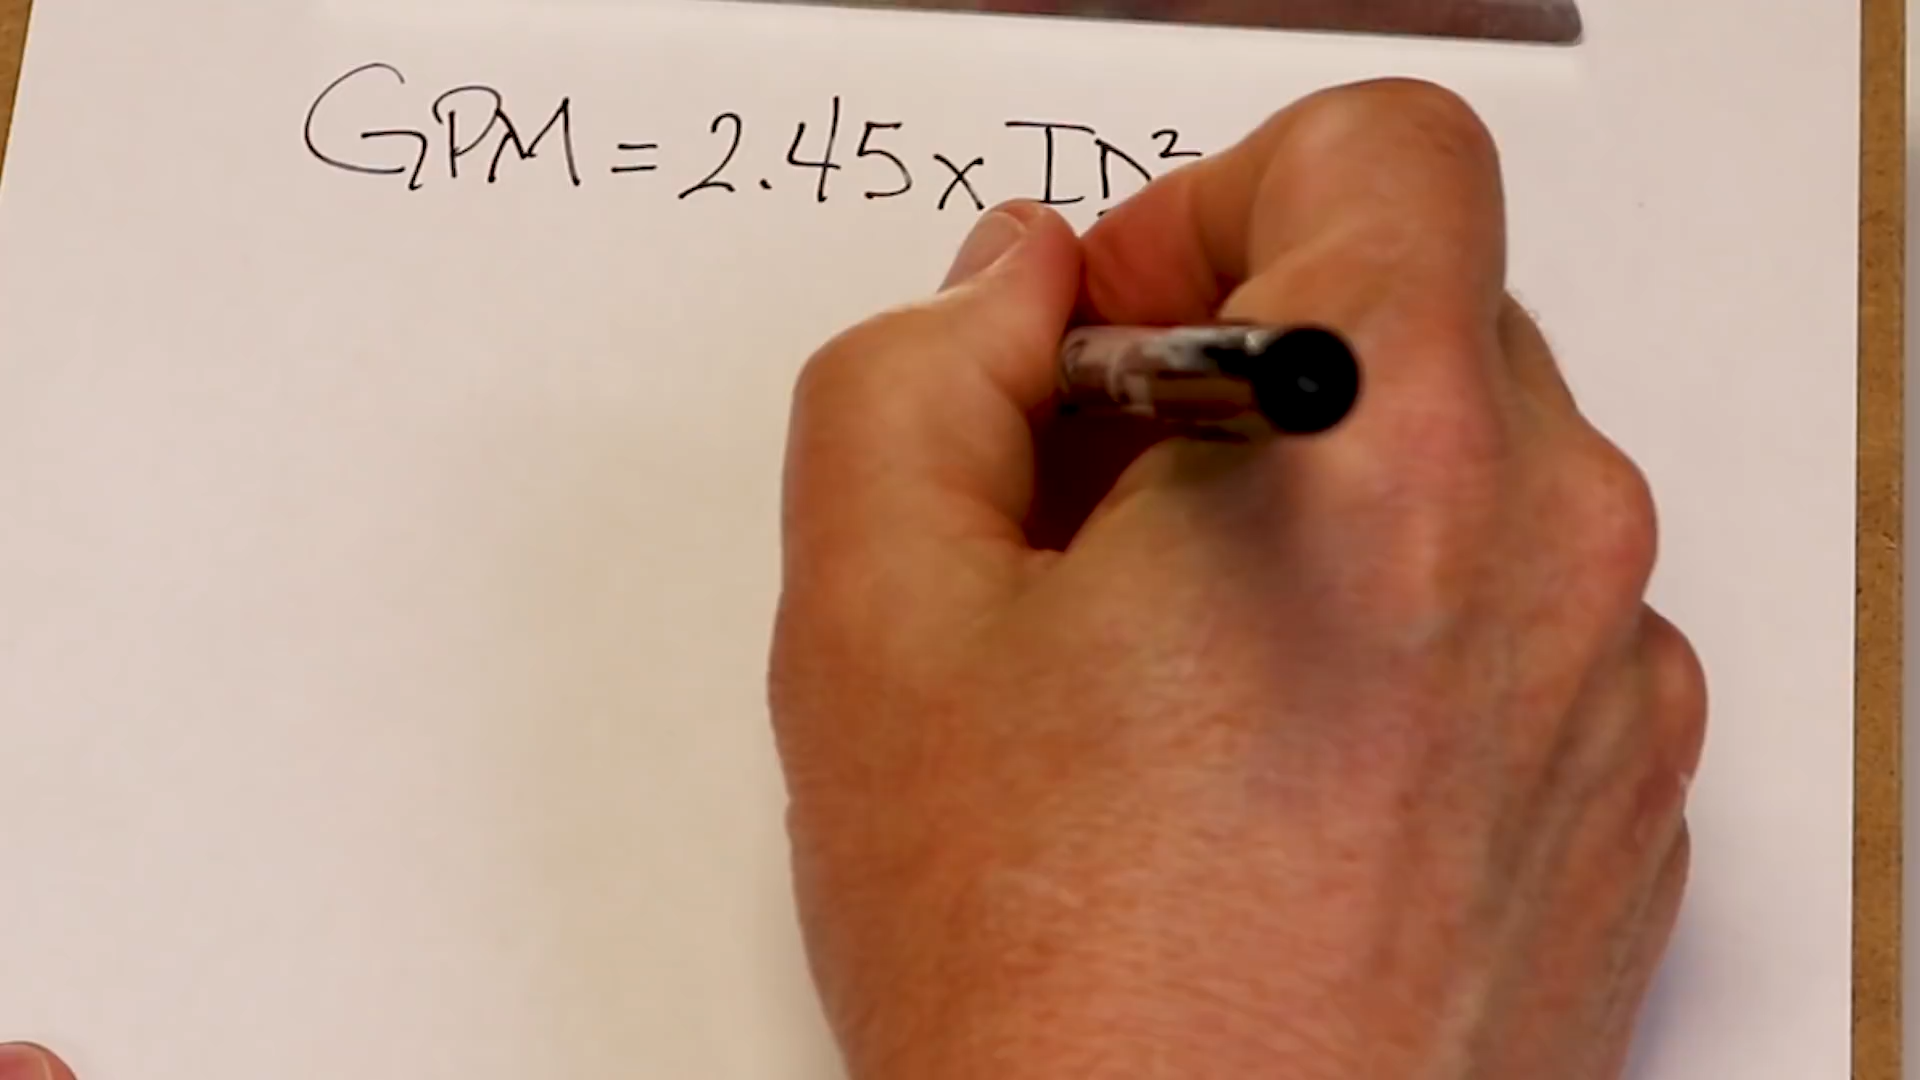 GPM = 2.45 x ID²